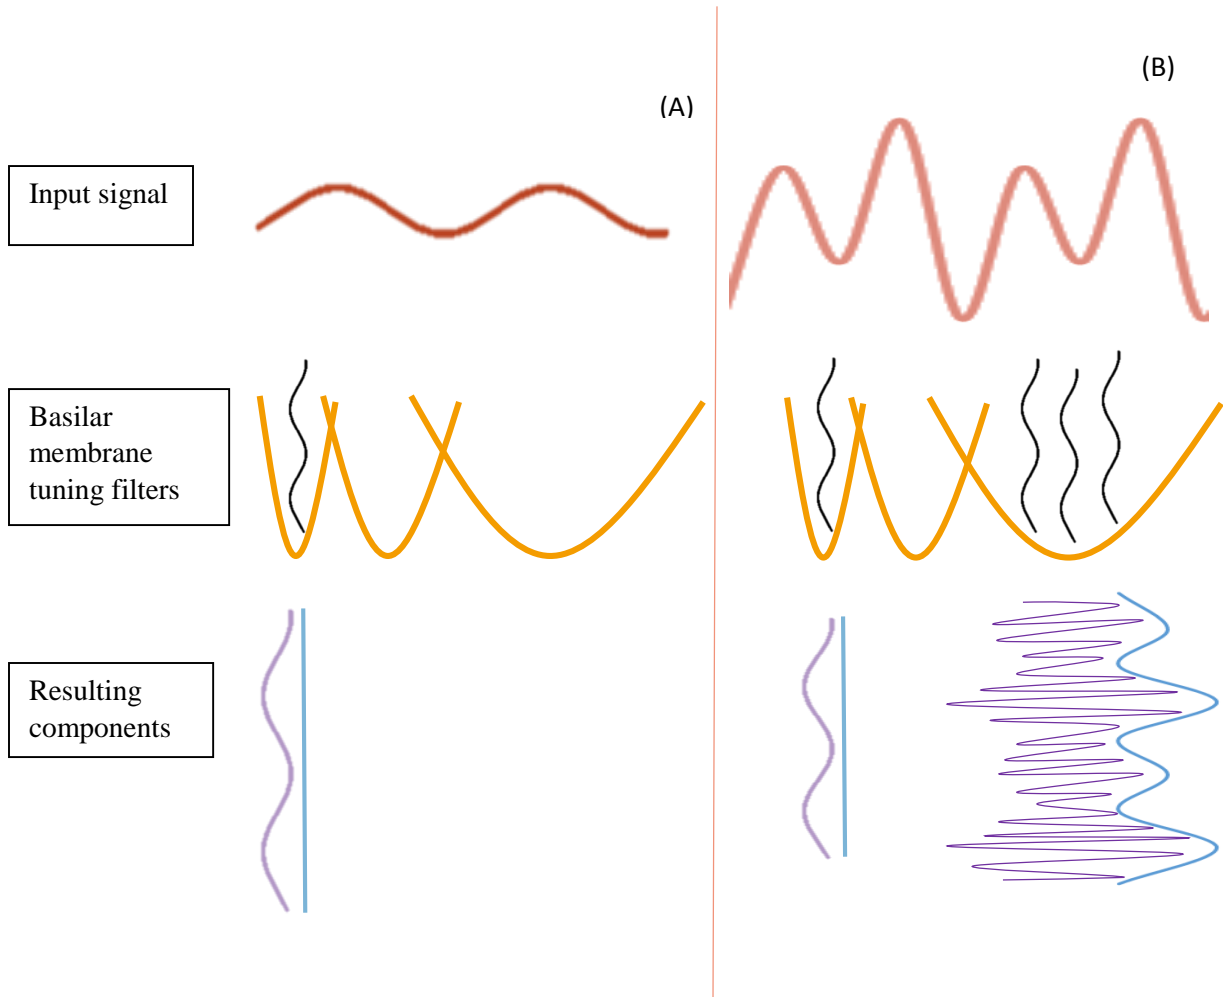 (B)
(A)
Input signal
Basilar
membrane
tuning filters
Resulting
components